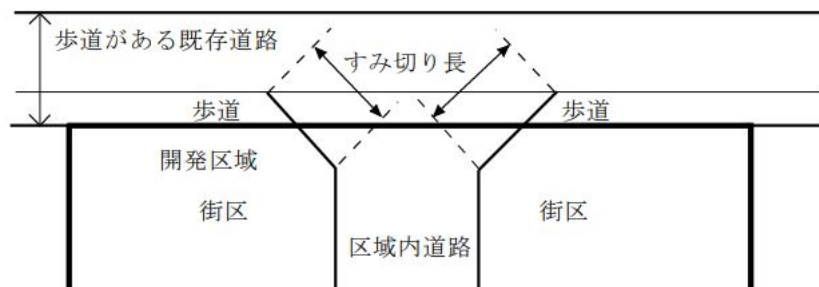 歩道がある既存道路
すみ切り長
歩道
歩道
開発区域
街区
街区
区域内道路